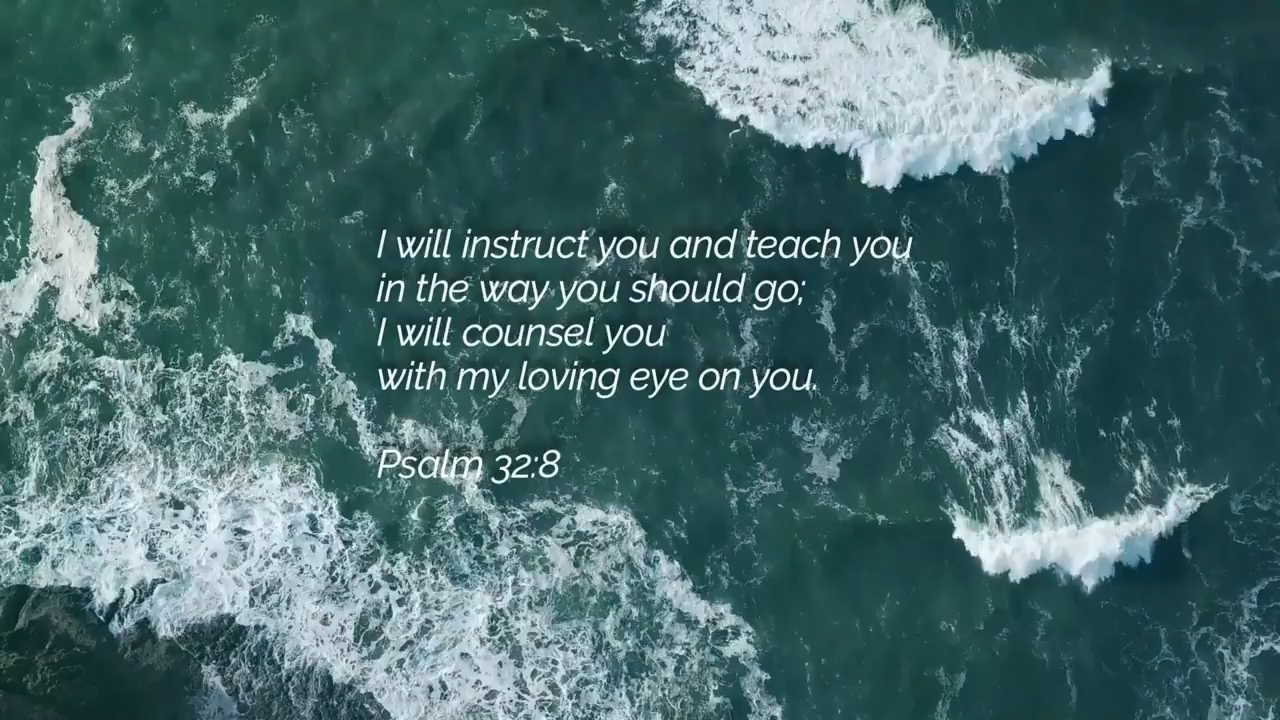 I will instruct you and teach you
in the way you should go;
I will counsel you
with my loving eye on you.
Psalm 32:8